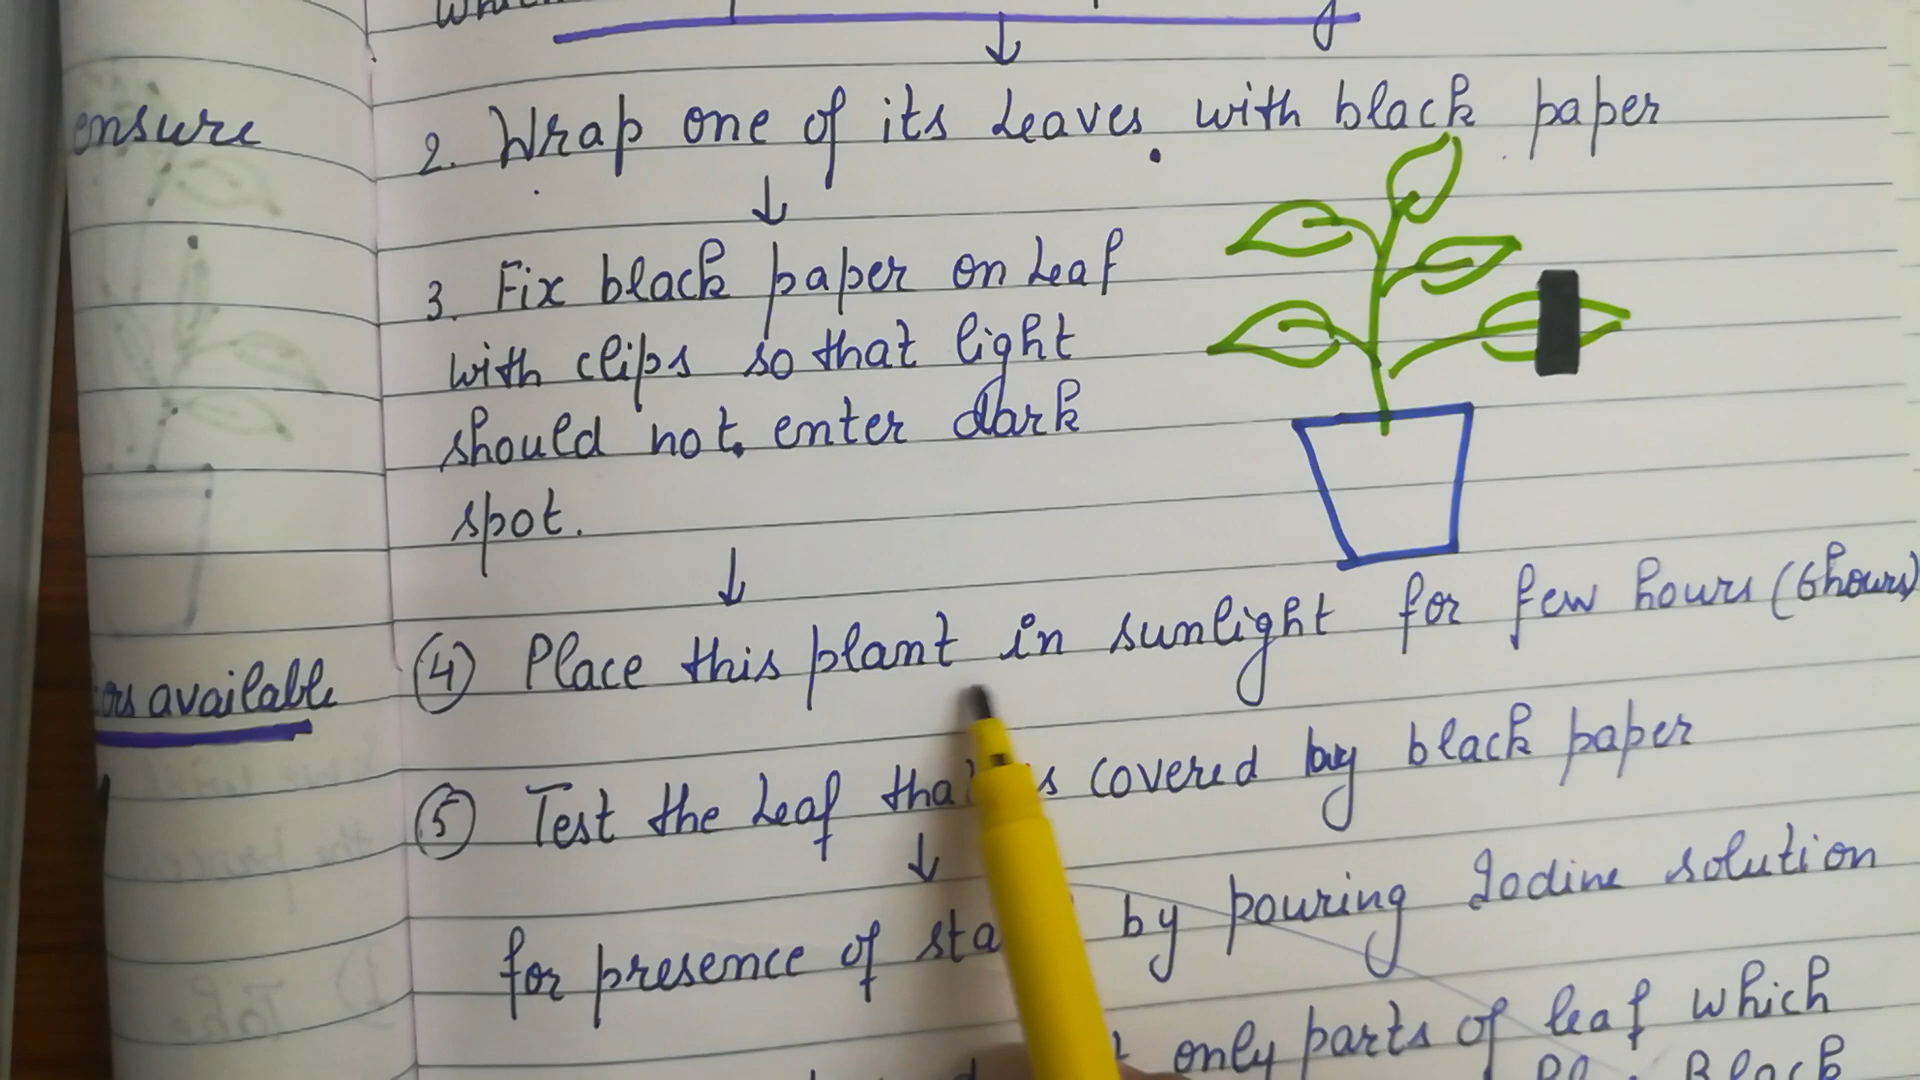 ensure
2. Wrap one of its Leaves. with black paper
3. Fix black paper on Leaf
with clips so that light
should not enter dark
spot.
available
④ Place this plant in sunlight for few hours (6hours)
⑤ Test the Leaf covered by black paper
for presence of by pouring Iodine solution
only parts of leaf which
Black